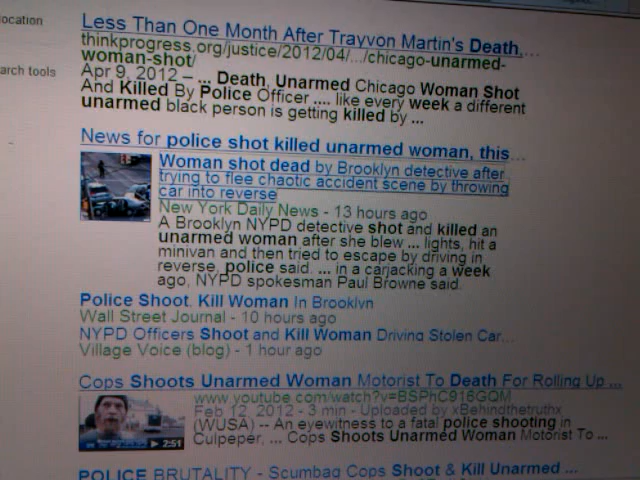 location
Less Than One Month After Trayvon Martin's Death,...
thinkprogress.org/justice/2012/04/.../chicago-unarmed-
woman-shot/
arch tools
Apr 9, 2012 – ... Death, Unarmed Chicago Woman Shot
And Killed By Police Officer .... like every week a different
unarmed black person is getting killed by ...
News for police shot killed unarmed woman, this...
Woman shot dead by Brooklyn detective after
trying to flee chaotic accident scene by throwing
car into reverse
New York Daily News - 13 hours ago
A Brooklyn NYPD detective shot and killed an
unarmed woman after she blew ... lights, hit a
minivan and then tried to escape by driving in
reverse, police said. ... in a carjacking a week
ago, NYPD spokesman Paul Browne said.
Police Shoot, Kill Woman In Brooklyn
Wall Street Journal - 10 hours ago
NYPD Officers Shoot and Kill Woman Driving Stolen Car...
Village Voice (blog) - 1 hour ago
Cops Shoots Unarmed Woman Motorist To Death For Rolling Up ...
www.youtube.com/watch?v=BSPhC916GQM
Feb 12, 2012 - 3 min - Uploaded by xBehindthetruthx
(WUSA) -- An eyewitness to a fatal police shooting in
Culpeper, ... Cops Shoots Unarmed Woman Motorist To ...
2:51
POLICE BRUTALITY - Scumbag Cops Shoot & Kill Unarmed ...